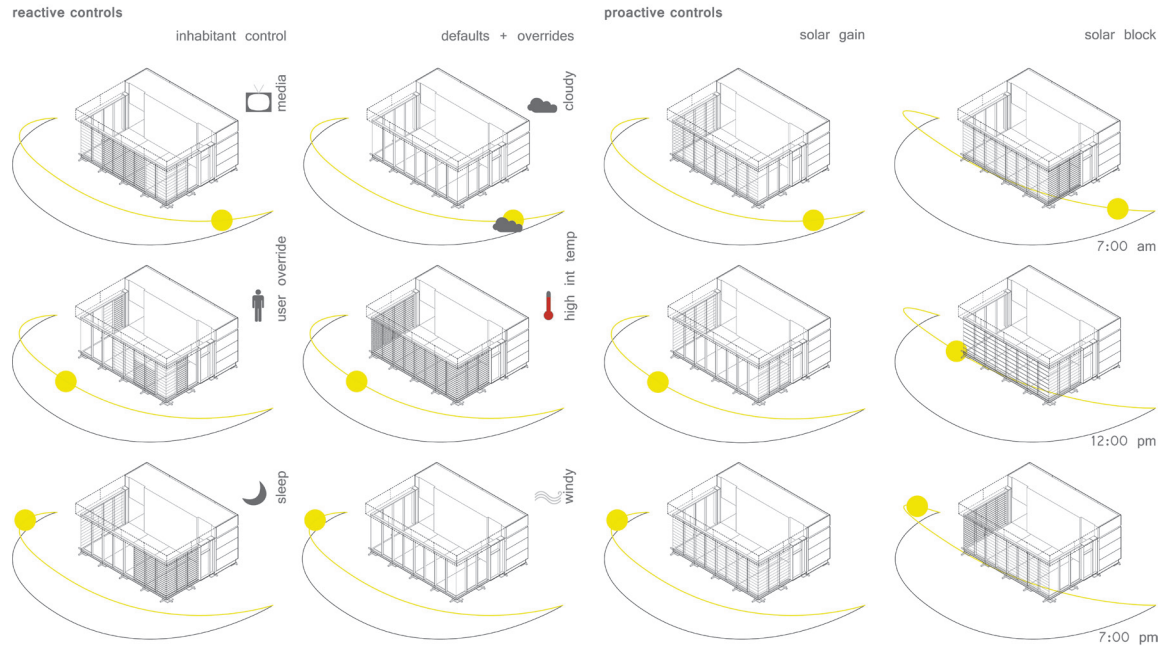 reactive controls
proactive controls
inhabitant control
defaults + overrides
solar gain
solar block
media
cloudy
7:00 am
user override
high int temp
12:00 pm
sleep
windy
7:00 pm